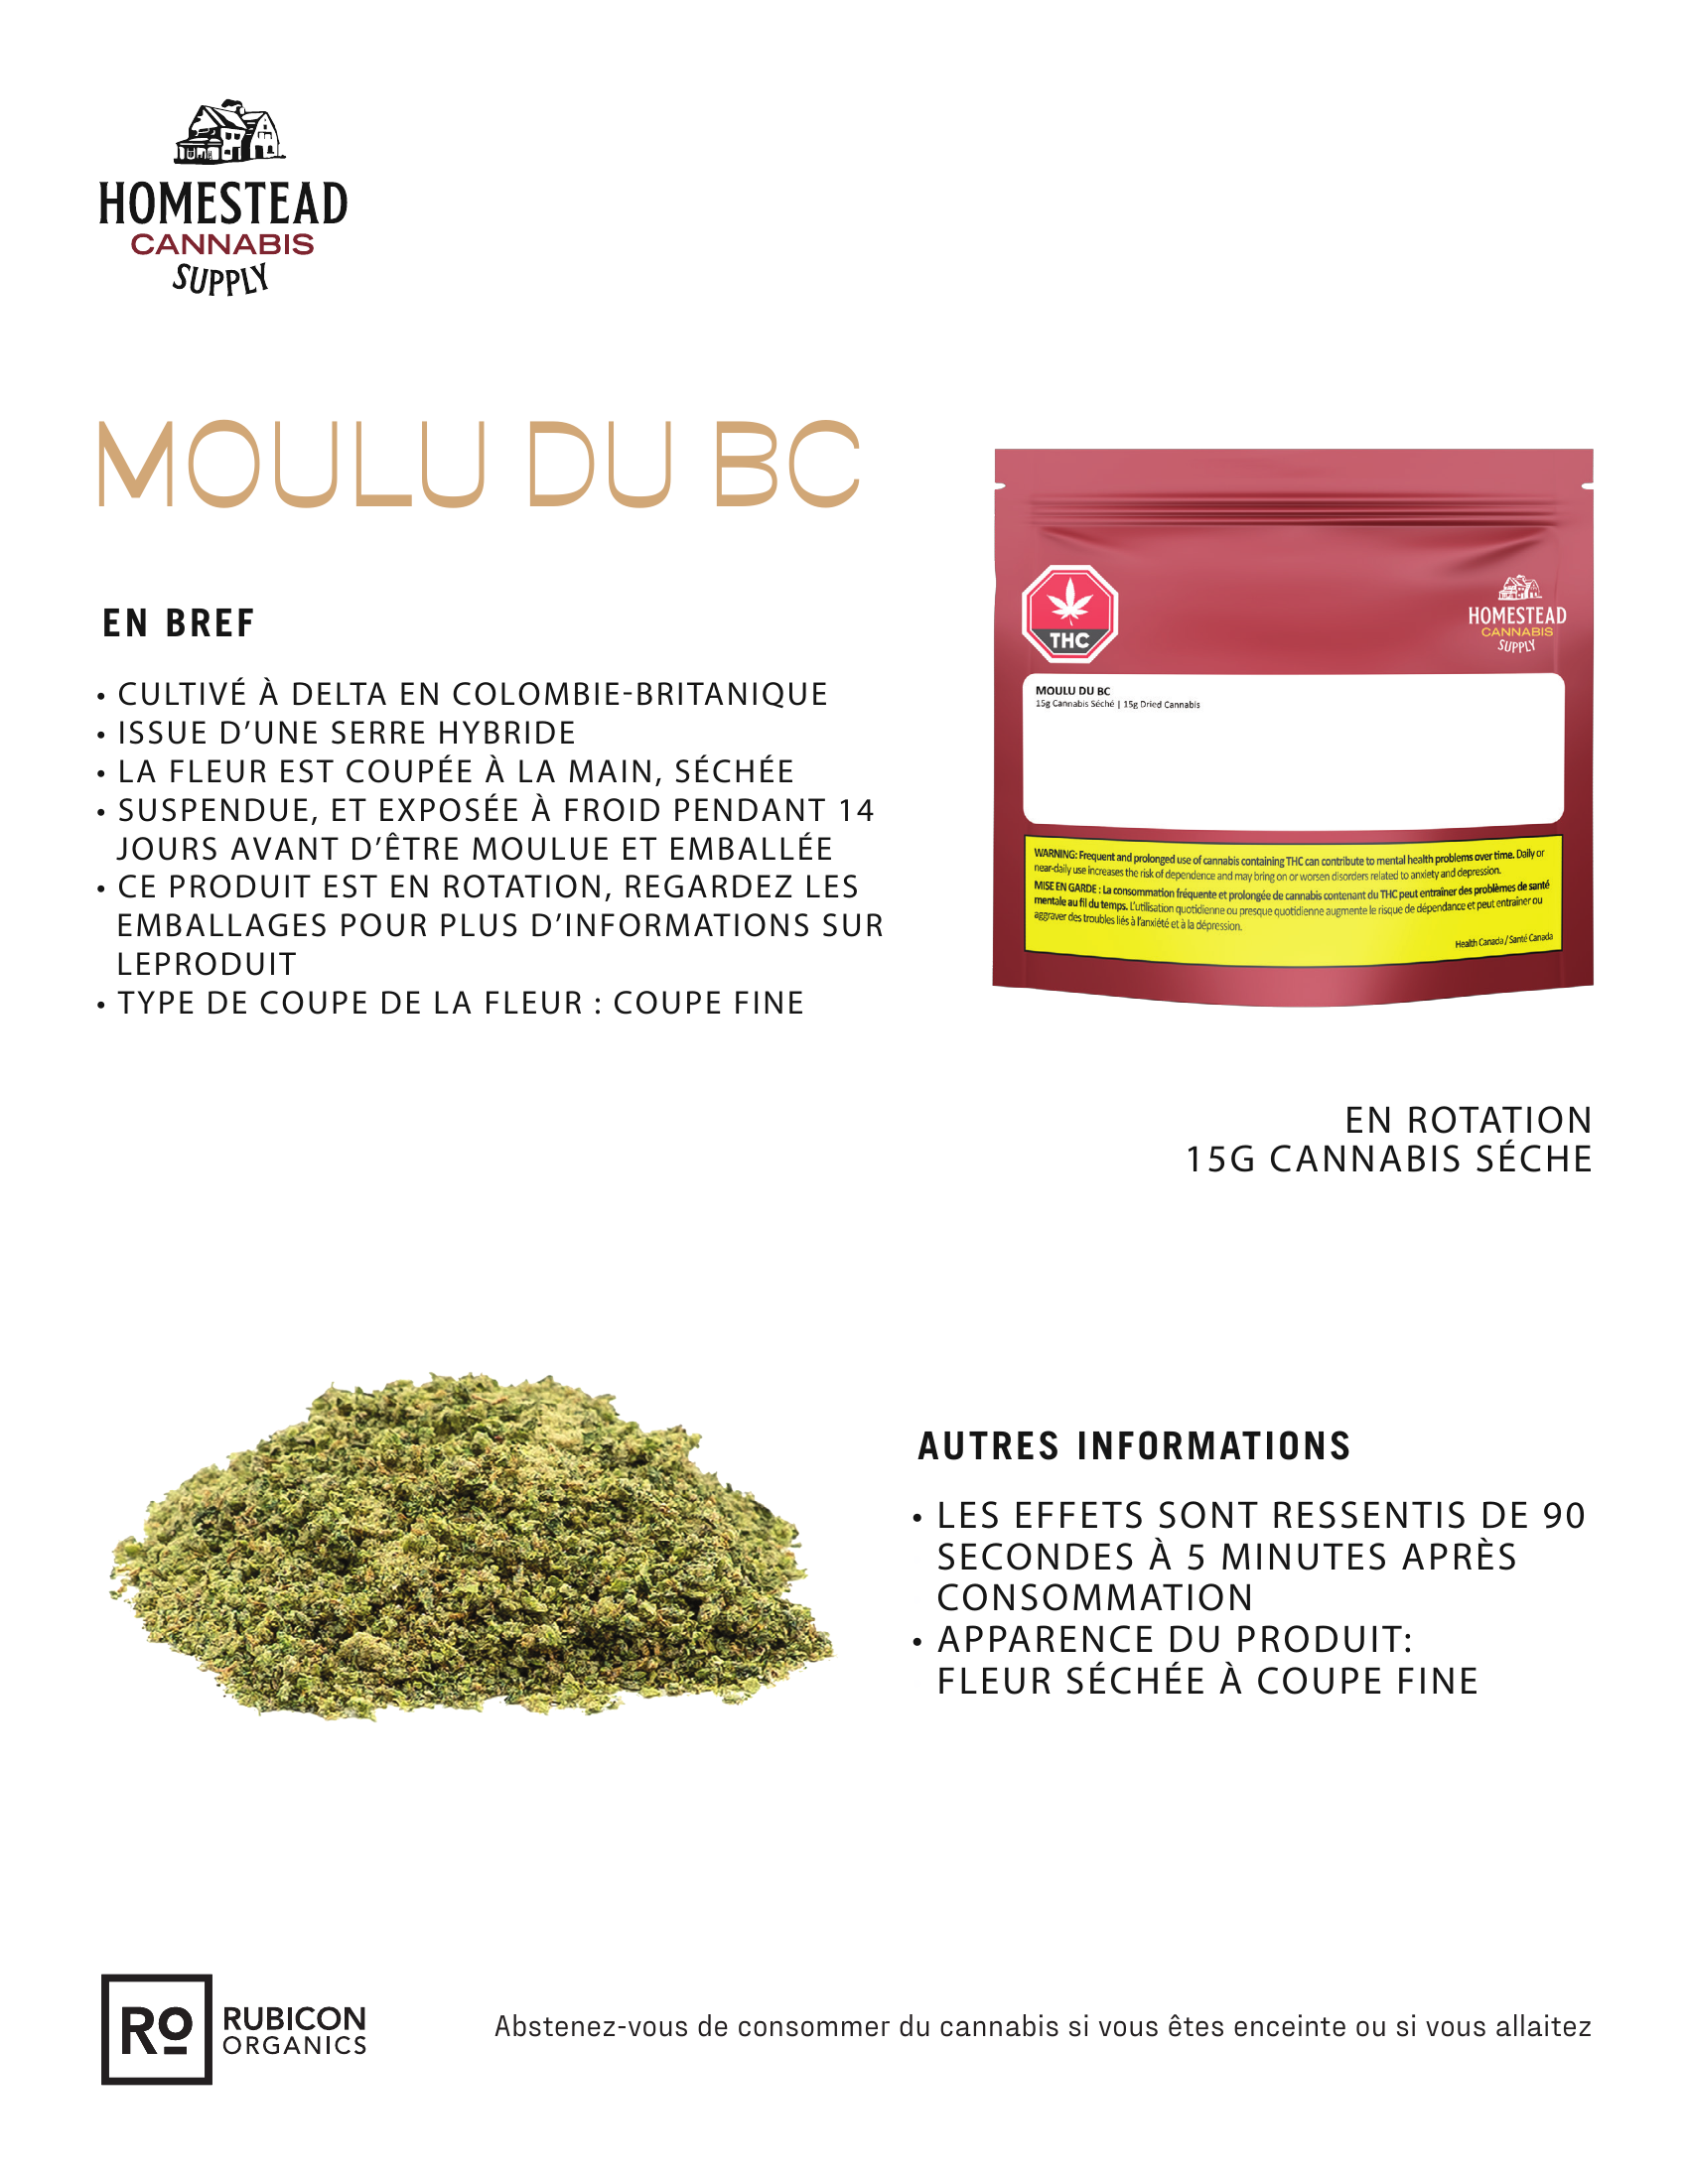 HOMESTEAD
CANNABIS
SUPPLY
MOULU DU BC
EN BREF
• CULTIVÉ À DELTA EN COLOMBIE-BRITANIQUE
• ISSUE D’UNE SERRE HYBRIDE
• LA FLEUR EST COUPÉE À LA MAIN, SÉCHÉE
• SUSPENDUE, ET EXPOSÉE À FROID PENDANT 14
JOURS AVANT D’ÊTRE MOULUE ET EMBALLÉE
• CE PRODUIT EST EN ROTATION, REGARDEZ LES
EMBALLAGES POUR PLUS D’INFORMATIONS SUR
LEPRODUIT
• TYPE DE COUPE DE LA FLEUR : COUPE FINE
THC
HOMESTEAD
CANNABIS
SUPPLY
MOULU DU BC
15g Cannabis Séché | 15g Dried Cannabis
WARNING: Frequent and prolonged use of cannabis containing THC can contribute to mental health problems over time. Daily or
near-daily use increases the risk of dependence and may bring on or worsen disorders related to anxiety and depression.
MISE EN GARDE : La consommation fréquente et prolongée de cannabis contenant du THC peut entraîner des problèmes de santé
mentale au fil du temps. L’utilisation quotidienne ou presque quotidienne augmente le risque de dépendance et peut entraîner ou
aggraver des troubles liés à l’anxiété et à la dépression.
Health Canada / Santé Canada
EN ROTATION
15G CANNABIS SÉCHE
AUTRES INFORMATIONS
• LES EFFETS SONT RESSENTIS DE 90
SECONDES À 5 MINUTES APRÈS
CONSOMMATION
• APPARENCE DU PRODUIT:
FLEUR SÉCHÉE À COUPE FINE
Ro
RUBICON
ORGANICS
Abstenez-vous de consommer du cannabis si vous êtes enceinte ou si vous allaitez